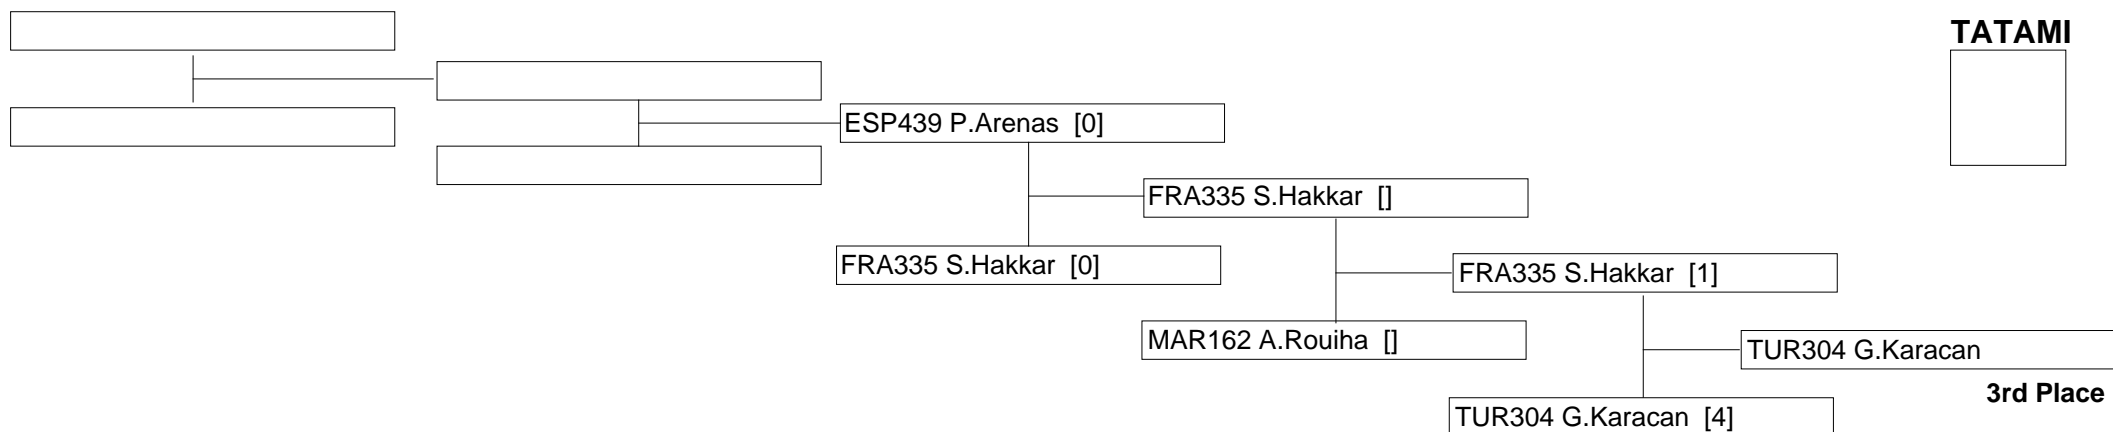 TATAMI
ESP439 P.Arenas [0]
FRA335 S.Hakkar []
FRA335 S.Hakkar [0]
FRA335 S.Hakkar [1]
MAR162 A.Rouiha []
TUR304 G.Karacan
3rd Place
TUR304 G.Karacan [4]